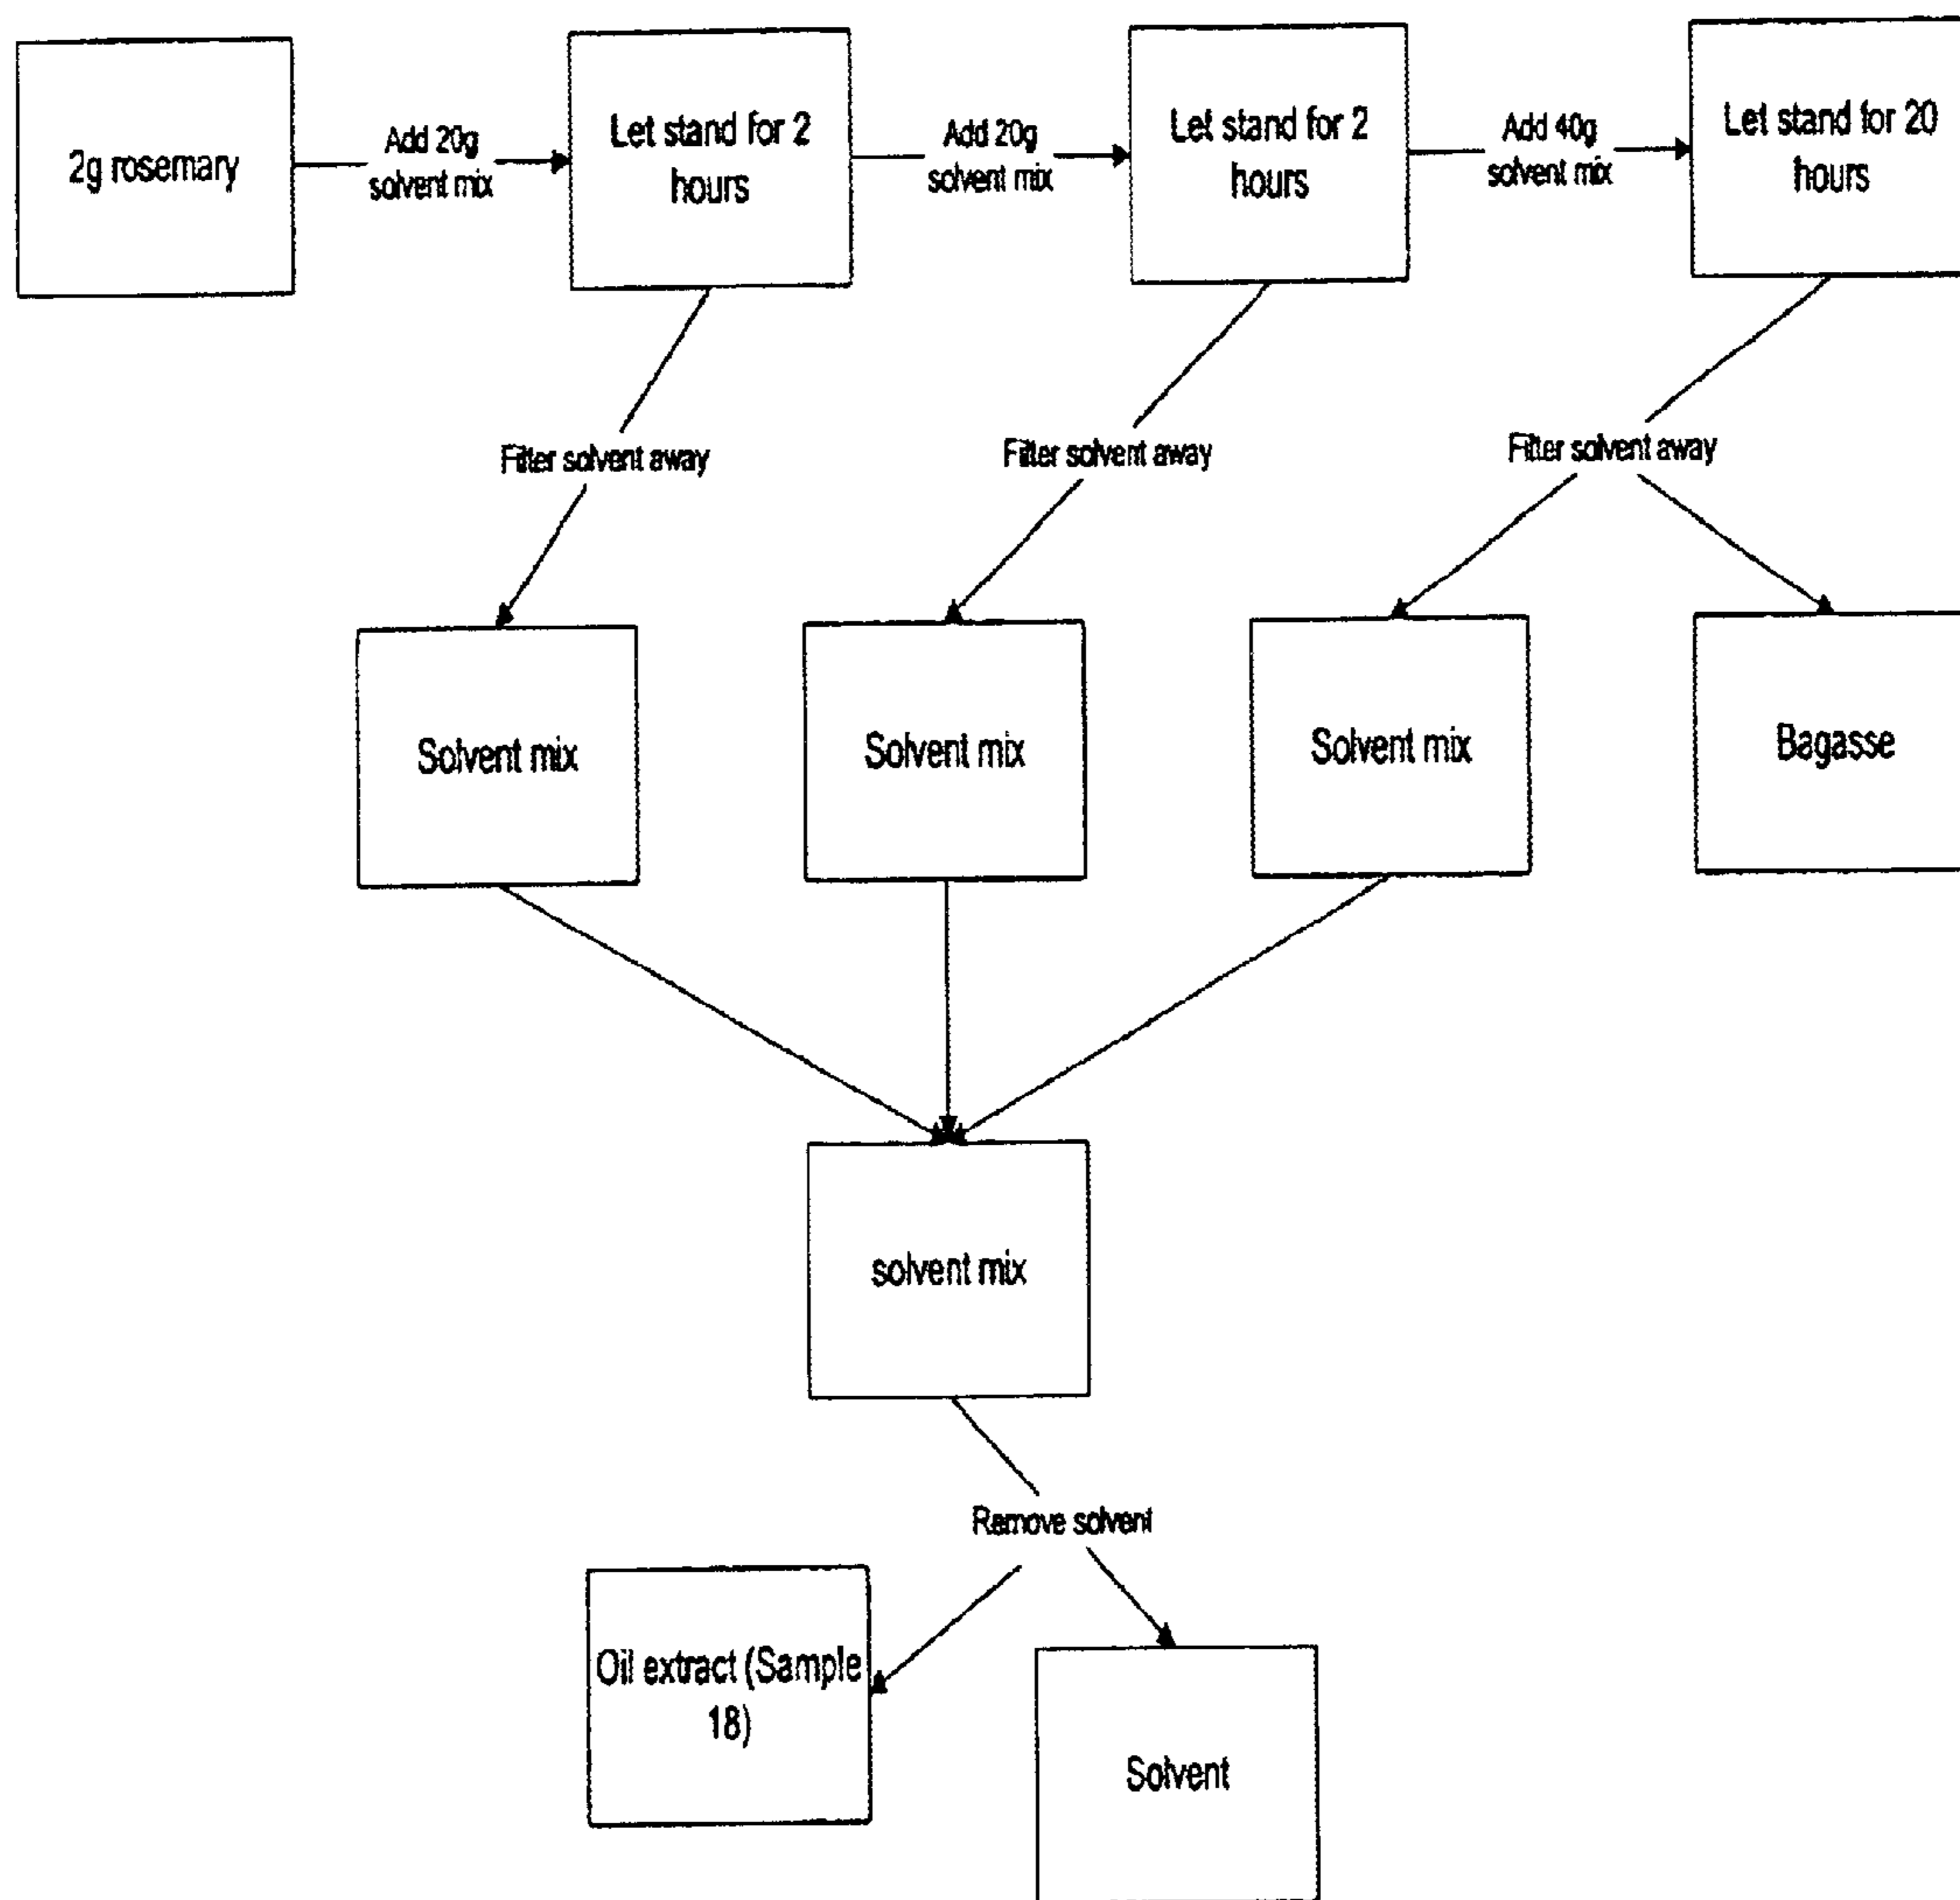 2g rosemary
Add 20g
solvent mix
Let stand for 2
hours
Add 20g
solvent mix
Let stand for 2
hours
Add 40g
solvent mix
Let stand for 20
hours
Filter solvent away
Filter solvent away
Filter solvent away
Solvent mix
Solvent mix
Solvent mix
Bagasse
solvent mix
Remove solvent
Oil extract (Sample
18)
Solvent